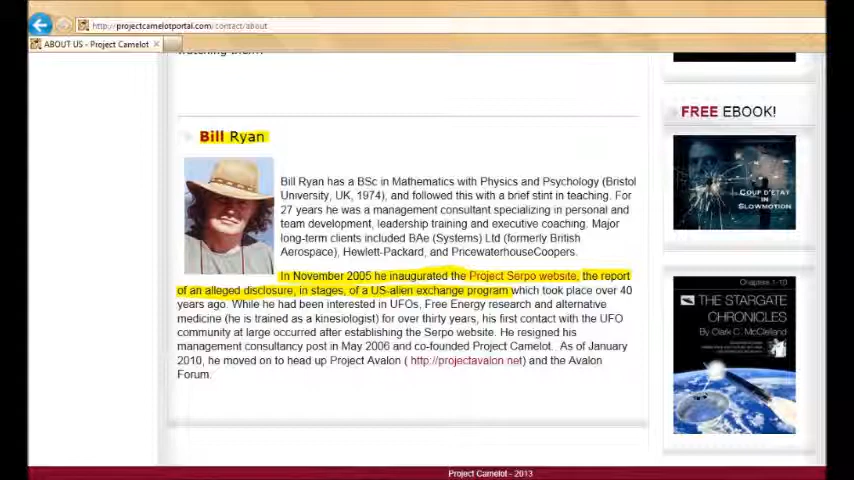 http://projectcamelotportal.com/contact/about
ABOUT US - Project Camelot
Bill Ryan
Bill Ryan has a BSc in Mathematics with Physics and Psychology (Bristol
University, UK, 1974), and followed this with a brief stint in teaching. For
27 years he was a management consultant specializing in personal and
team development, leadership training and executive coaching. Major
long-term clients included BAe (Systems) Ltd (formerly British
Aerospace), Hewlett-Packard, and PricewaterhouseCoopers.
In November 2005 he inaugurated the Project Serpo website, the report
of an alleged disclosure, in stages, of a US-alien exchange program which took place over 40
years ago. While he had been interested in UFOs, Free Energy research and alternative
medicine (he is trained as a kinesiologist) for over thirty years, his first contact with the UFO
community at large occurred after establishing the Serpo website. He resigned his
management consultancy post in May 2006 and co-founded Project Camelot. As of January
2010, he moved on to head up Project Avalon ( http://projectavalon.net) and the Avalon
Forum.
FREE EBOOK!
COUP D'ETAT IN
SLOWMOTION
Chapters 1-10
THE STARGATE
CHRONICLES
By Clark C. McClelland
Project Camelot - 2013